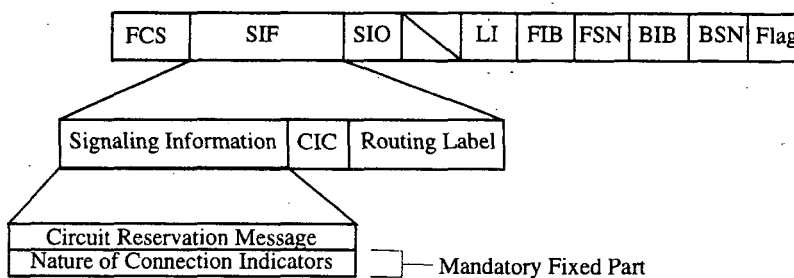 FCS SIF SIO LI FIB FSN BIB BSN Flag
Signaling Information CIC Routing Label
Circuit Reservation Message
Nature of Connection Indicators Mandatory Fixed Part